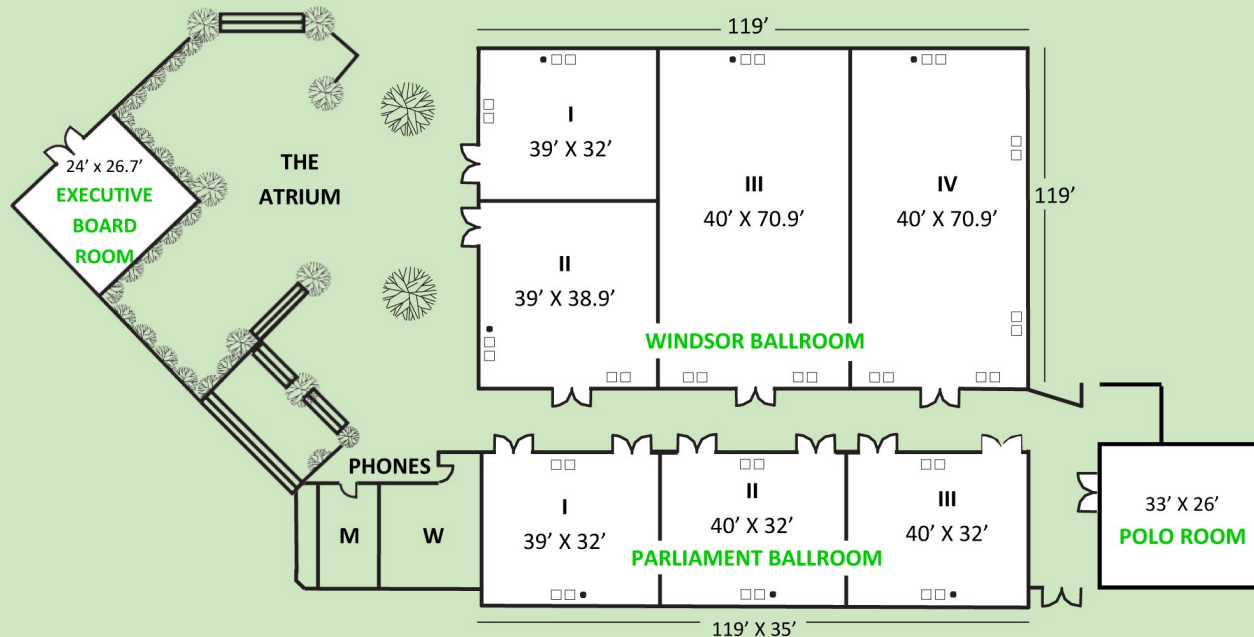 119’
I
39’ X 32’
24’ x 26.7’
EXECUTIVE
BOARD
ROOM
THE
ATRIUM
III
40’ X 70.9’
IV
40’ X 70.9’
119’
II
39’ X 38.9’
WINDSOR BALLROOM
PHONES
M
W
I
39’ X 32’
II
40’ X 32’
III
40’ X 32’
PARLIAMENT BALLROOM
33’ X 26’
POLO ROOM
119’ X 35’